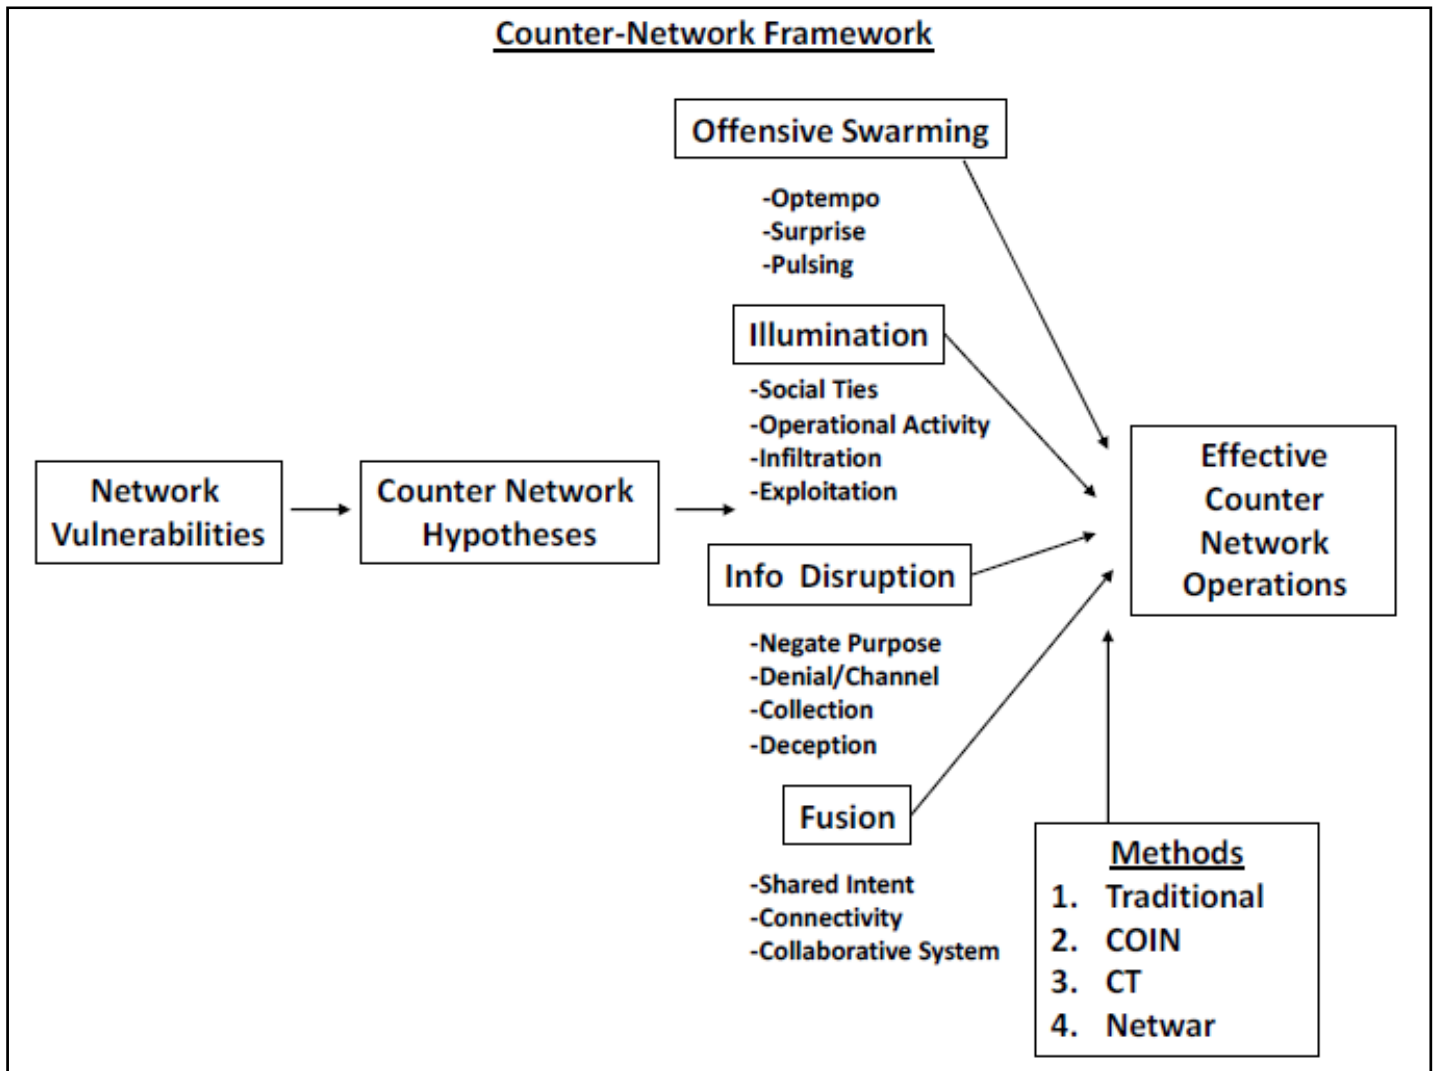 Counter-Network Framework
Offensive Swarming
-Optempo
-Surprise
-Pulsing
Illumination
-Social Ties
-Operational Activity
-Infiltration
-Exploitation
Network
Vulnerabilities
Counter Network
Hypotheses
Info Disruption
-Negate Purpose
-Denial/Channel
-Collection
-Deception
Fusion
-Shared Intent
-Connectivity
-Collaborative System
Effective
Counter
Network
Operations
Methods
1. Traditional
2. COIN
3. CT
4. Netwar